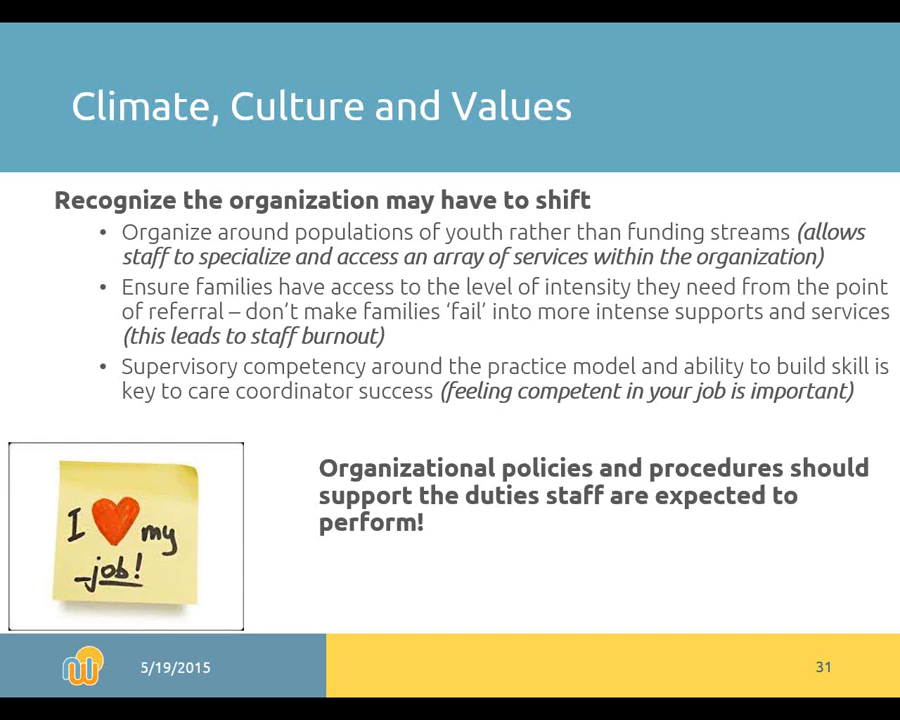 Climate, Culture and Values
Recognize the organization may have to shift
• Organize around populations of youth rather than funding streams (allows
staff to specialize and access an array of services within the organization)
• Ensure families have access to the level of intensity they need from the point
of referral – don’t make families ‘fail’ into more intense supports and services
(this leads to staff burnout)
• Supervisory competency around the practice model and ability to build skill is
key to care coordinator success (feeling competent in your job is important)
Organizational policies and procedures should
support the duties staff are expected to
perform!
I ❤ my
job!
5/19/2015
31